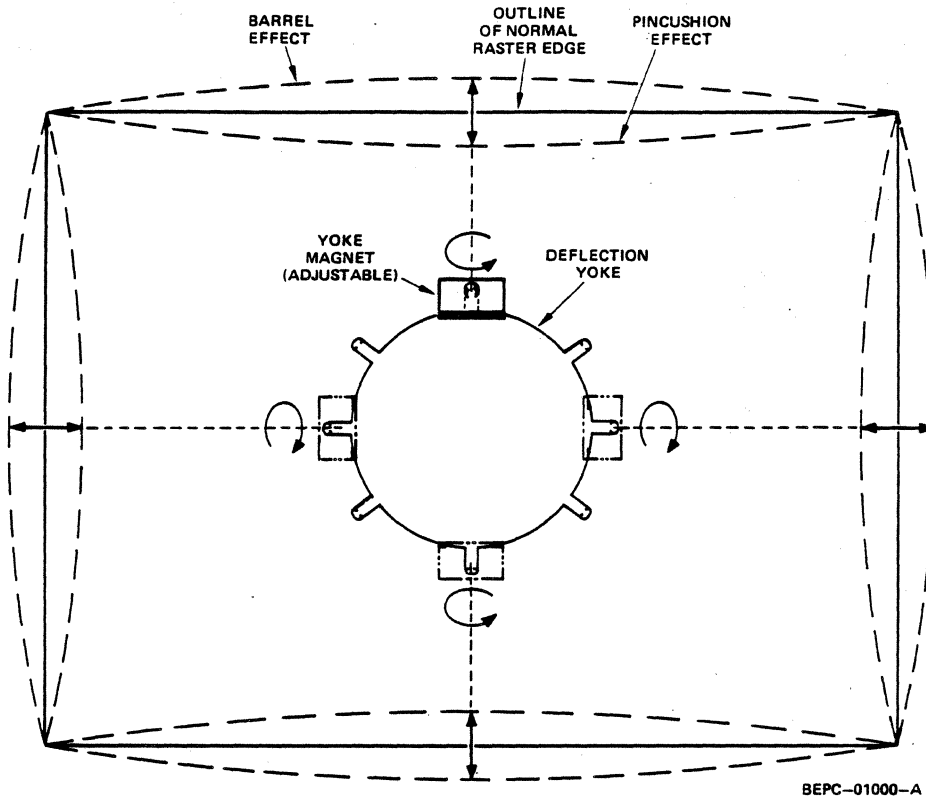 BARREL
EFFECT
OUTLINE
OF NORMAL
RASTER EDGE
PINCUSHION
EFFECT
YOKE
MAGNET
(ADJUSTABLE)
DEFLECTION
YOKE
BEPC-01000-A